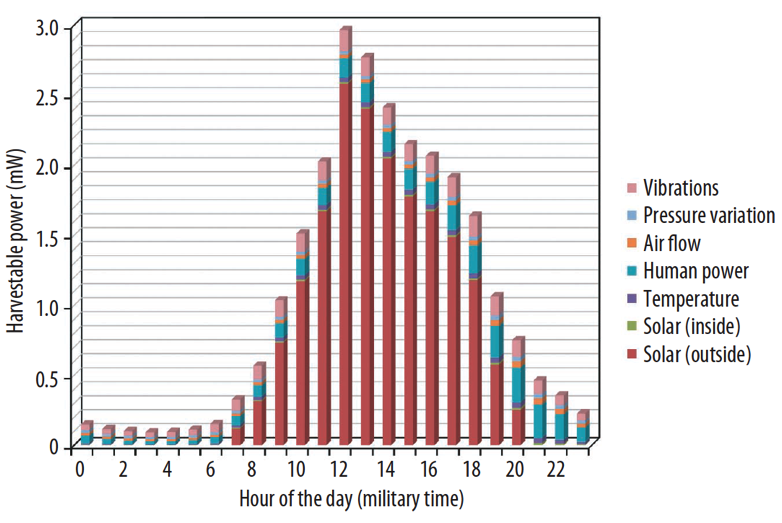 3.0
2.5
2.0
1.5
1.0
0.5
0
Harvestable power (mW)
0 2 4 6 8 10 12 14 16 18 20 22
Hour of the day (military time)
Vibrations
Pressure variation
Air flow
Human power
Temperature
Solar (inside)
Solar (outside)